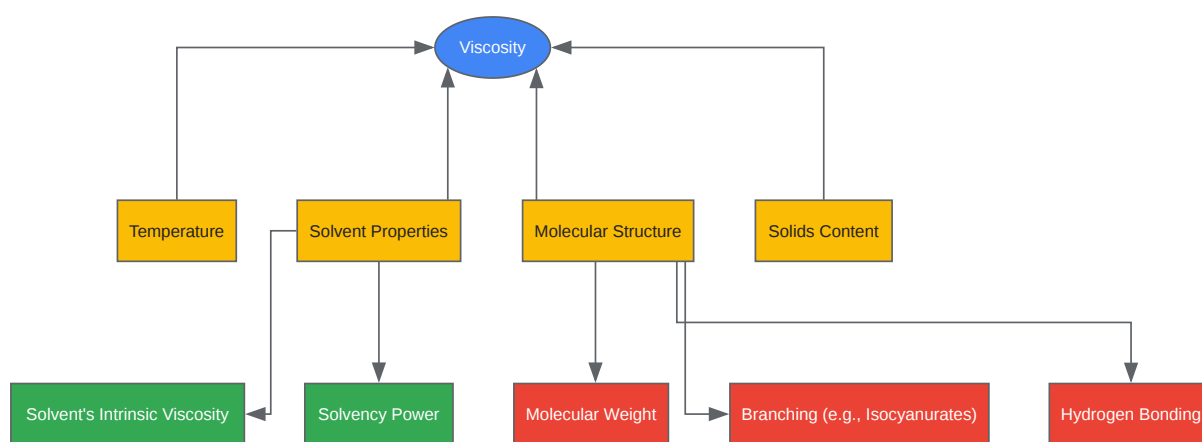 Viscosity
Temperature
Solvent Properties
Molecular Structure
Solids Content
Solvent's Intrinsic Viscosity
Solvency Power
Molecular Weight
Branching (e.g., Isocyanurates)
Hydrogen Bonding